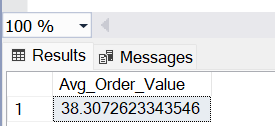 100 %
Results Messages
Avg_Order_Value
1 38.3072623343546